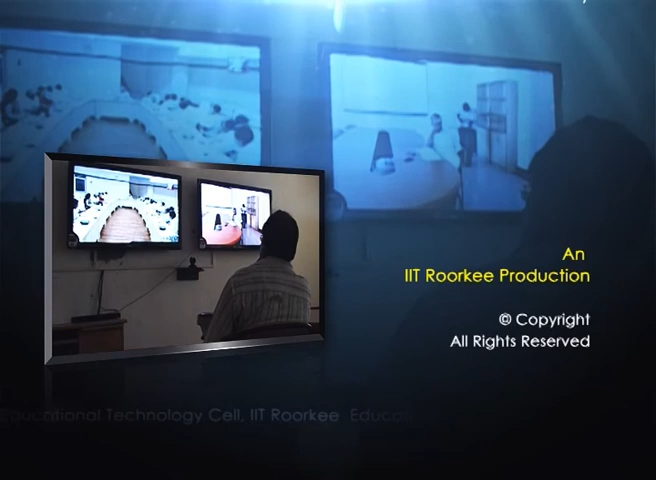 An
IIT Roorkee Production
© Copyright
All Rights Reserved
Educational Technology Cell, IIT Roorkee